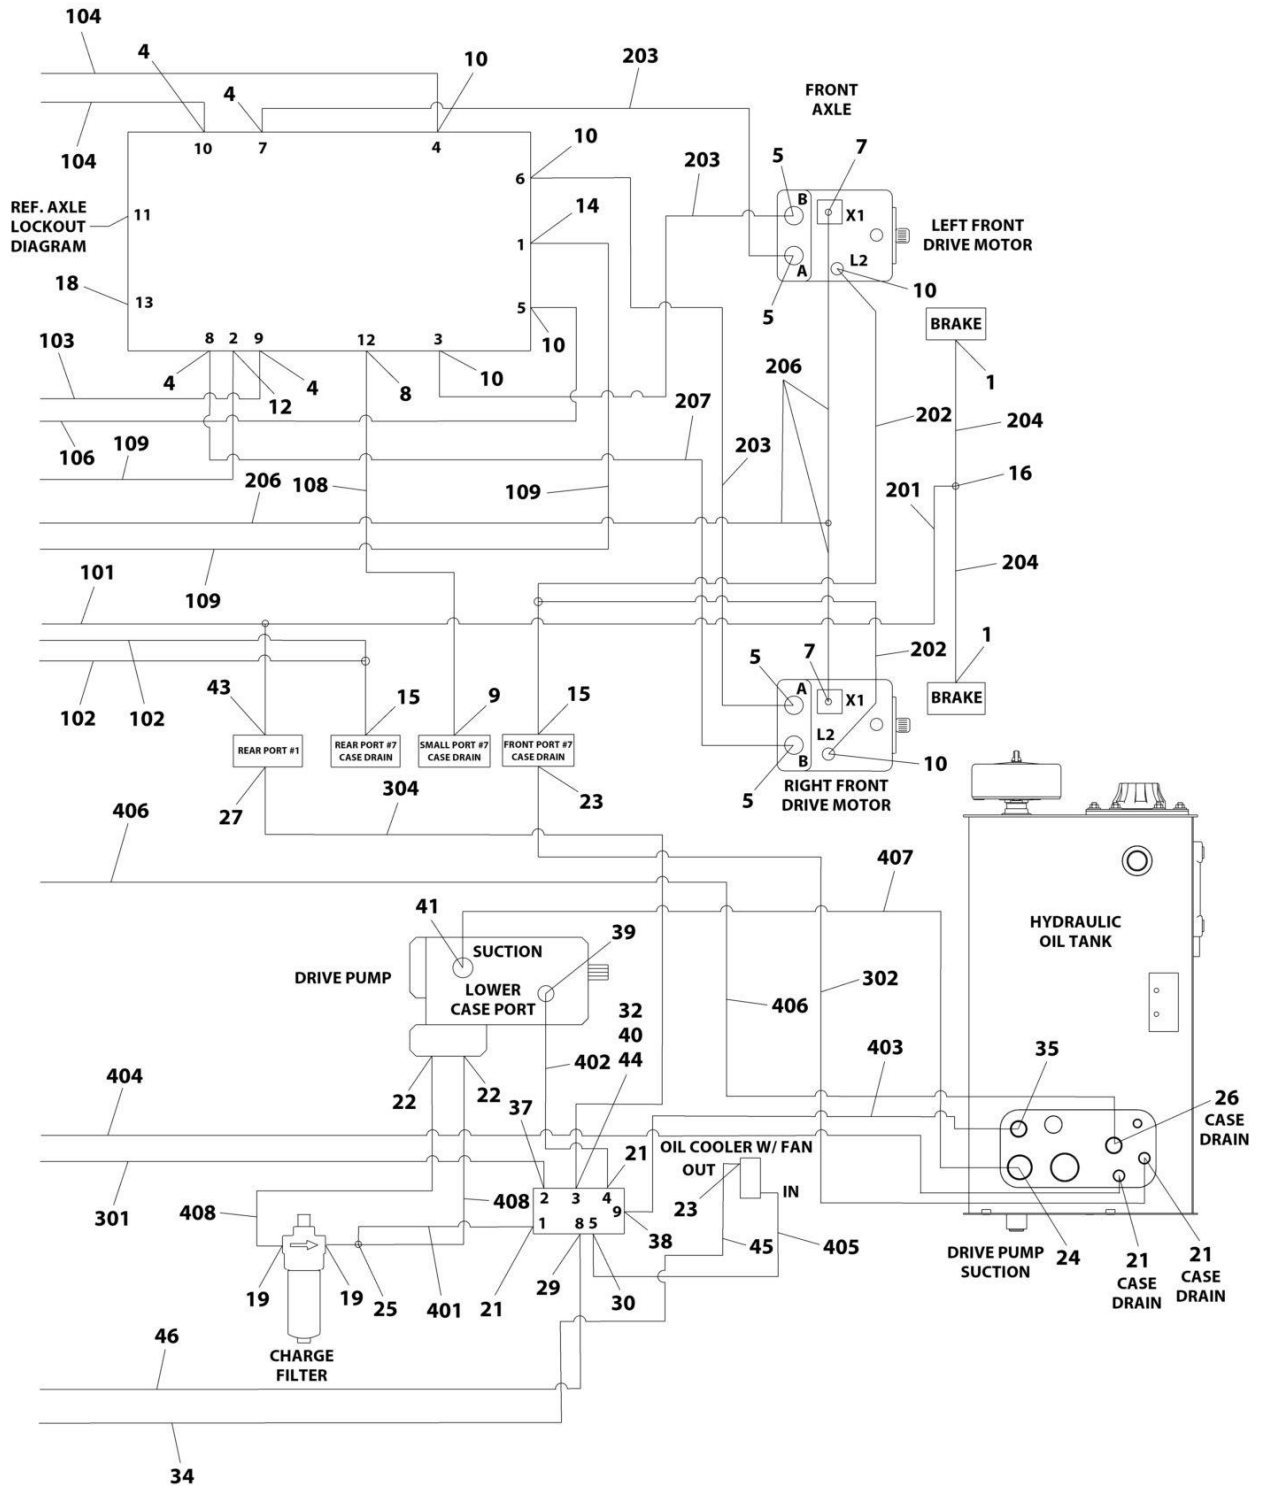 104
4
10
203
FRONT
AXLE
4
104
10
7
4
10
203
5
7
6
B
X1
REF. AXLE
LOCKOUT
DIAGRAM
11
14
LEFT FRONT
DRIVE MOTOR
1
A
L2
18
13
5
10
5
10
BRAKE
103
8
2
9
12
3
4
4
12
8
10
206
1
207
202
204
106
109
203
16
206
108
109
201
101
109
204
202
1
43
102
102
15
9
15
5
7
A
X1
BRAKE
L2
B
REAR PORT #1
REAR PORT #7
CASE DRAIN
SMALL PORT #7
CASE DRAIN
FRONT PORT #7
CASE DRAIN
10
304
5
RIGHT FRONT
DRIVE MOTOR
27
23
406
407
41
39
HYDRAULIC
OIL TANK
SUCTION
DRIVE PUMP
LOWER
CASE PORT
302
32
40
44
406
402
403
35
404
22
22
37
26
CASE
DRAIN
21
OIL COOLER W/ FAN
OUT
IN
301
408
408
2
3
4
9
1
8
5
23
38
45
405
DRIVE PUMP
SUCTION
24
21
CASE
DRAIN
21
CASE
DRAIN
19
19
25
401
21
29
30
46
CHARGE
FILTER
34